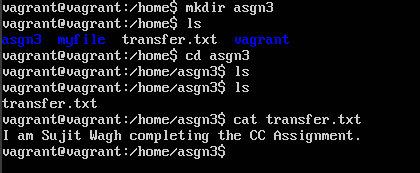 vagrant@vagrant:/home$ mkdir asgn3
vagrant@vagrant:/home$ ls
asgn3  myfile  transfer.txt  vagrant
vagrant@vagrant:/home$ cd asgn3
vagrant@vagrant:/home/asgn3$ ls
vagrant@vagrant:/home/asgn3$ ls
transfer.txt
vagrant@vagrant:/home/asgn3$ cat transfer.txt
I am Sujit Wagh completing the CC Assignment.
vagrant@vagrant:/home/asgn3$